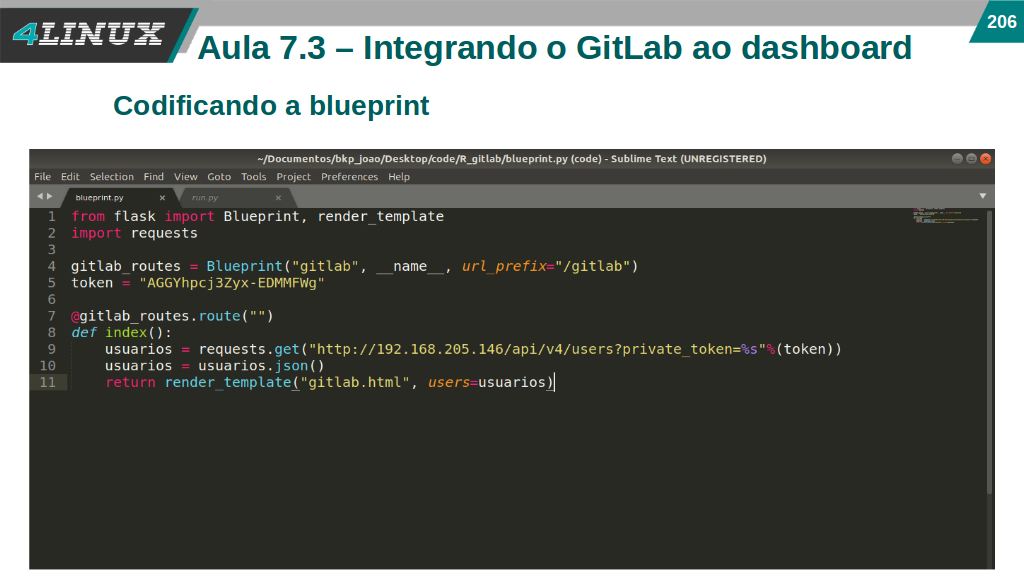 4LINUX
206
Aula 7.3 – Integrando o GitLab ao dashboard
Codificando a blueprint
~/Documentos/bkp_joao/Desktop/code/R_gitlab/blueprint.py (code) - Sublime Text (UNREGISTERED)
File Edit Selection Find View Goto Tools Project Preferences Help
blueprint.py × run.py ×
1 from flask import Blueprint, render_template
2 import requests
3
4 gitlab_routes = Blueprint("gitlab", __name__, url_prefix="/gitlab")
5 token = "AGGYhpcj3Zyx-EDMMFWg"
6
7 @gitlab_routes.route("")
8 def index():
9 usuarios = requests.get("http://192.168.205.146/api/v4/users?private_token=%s"%(token))
10 usuarios = usuarios.json()
11 return render_template("gitlab.html", users=usuarios)